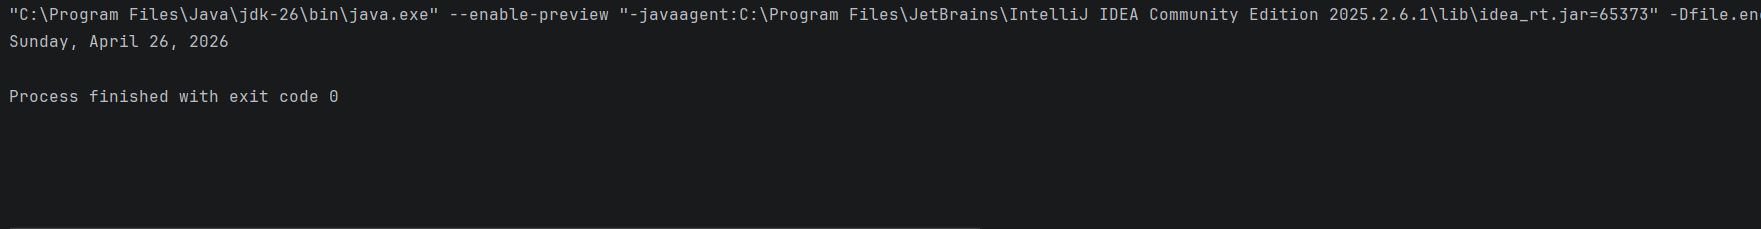 "C:\Program Files\Java\jdk-26\bin\java.exe" --enable-preview "-javaagent:C:\Program Files\JetBrains\IntelliJ IDEA Community Edition 2025.2.6.1\lib\idea_rt.jar=65373" -Dfile.enc
Sunday, April 26, 2026
Process finished with exit code 0